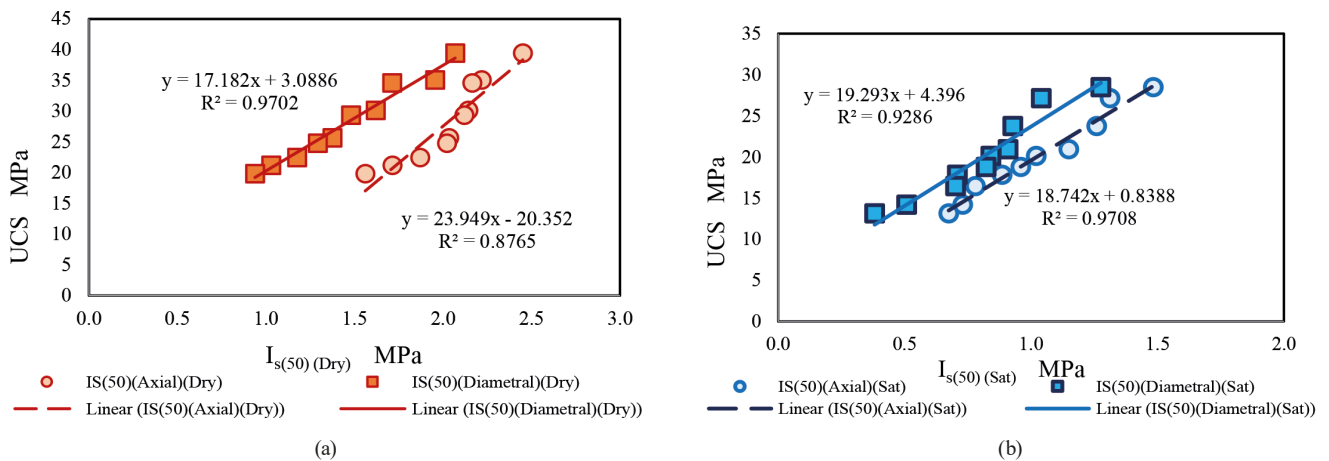 45
40
35
30
25
20
15
10
5
0
UCS MPa
y = 17.182x + 3.0886
R² = 0.9702
y = 23.949x - 20.352
R² = 0.8765
0.0 0.5 1.0 1.5 2.0 2.5 3.0
Is(50) (Dry) MPa
IS(50)(Axial)(Dry) IS(50)(Diametral)(Dry)
Linear (IS(50)(Axial)(Dry)) Linear (IS(50)(Diametral)(Dry))
(a)
35
30
25
20
15
10
5
0
UCS MPa
y = 19.293x + 4.396
R² = 0.9286
y = 18.742x + 0.8388
R² = 0.9708
0.0 0.5 1.0 1.5 2.0
Is(50) (Sat) MPa
IS(50)(Axial)(Sat) IS(50)(Diametral)(Sat)
Linear (IS(50)(Axial)(Sat)) Linear (IS(50)(Diametral)(Sat))
(b)